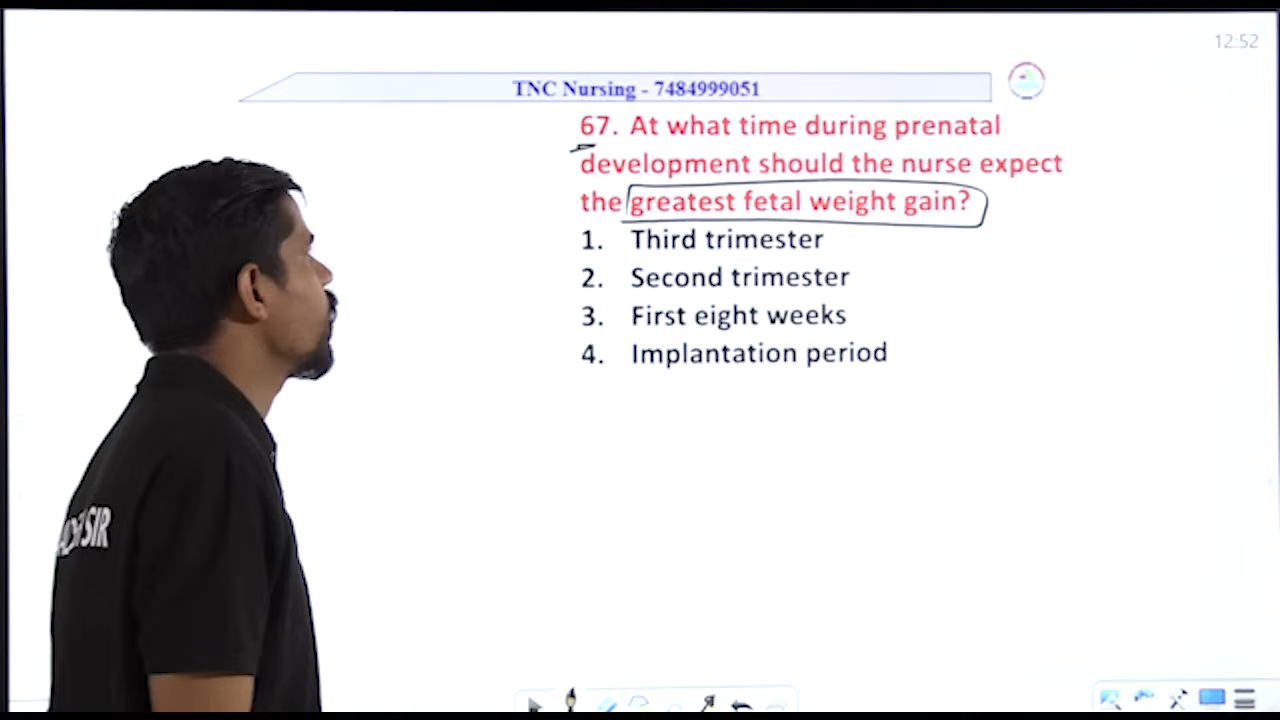 12:52
TNC Nursing - 7484999051
67. At what time during prenatal
development should the nurse expect
the greatest fetal weight gain?
1. Third trimester
2. Second trimester
3. First eight weeks
4. Implantation period
SIR